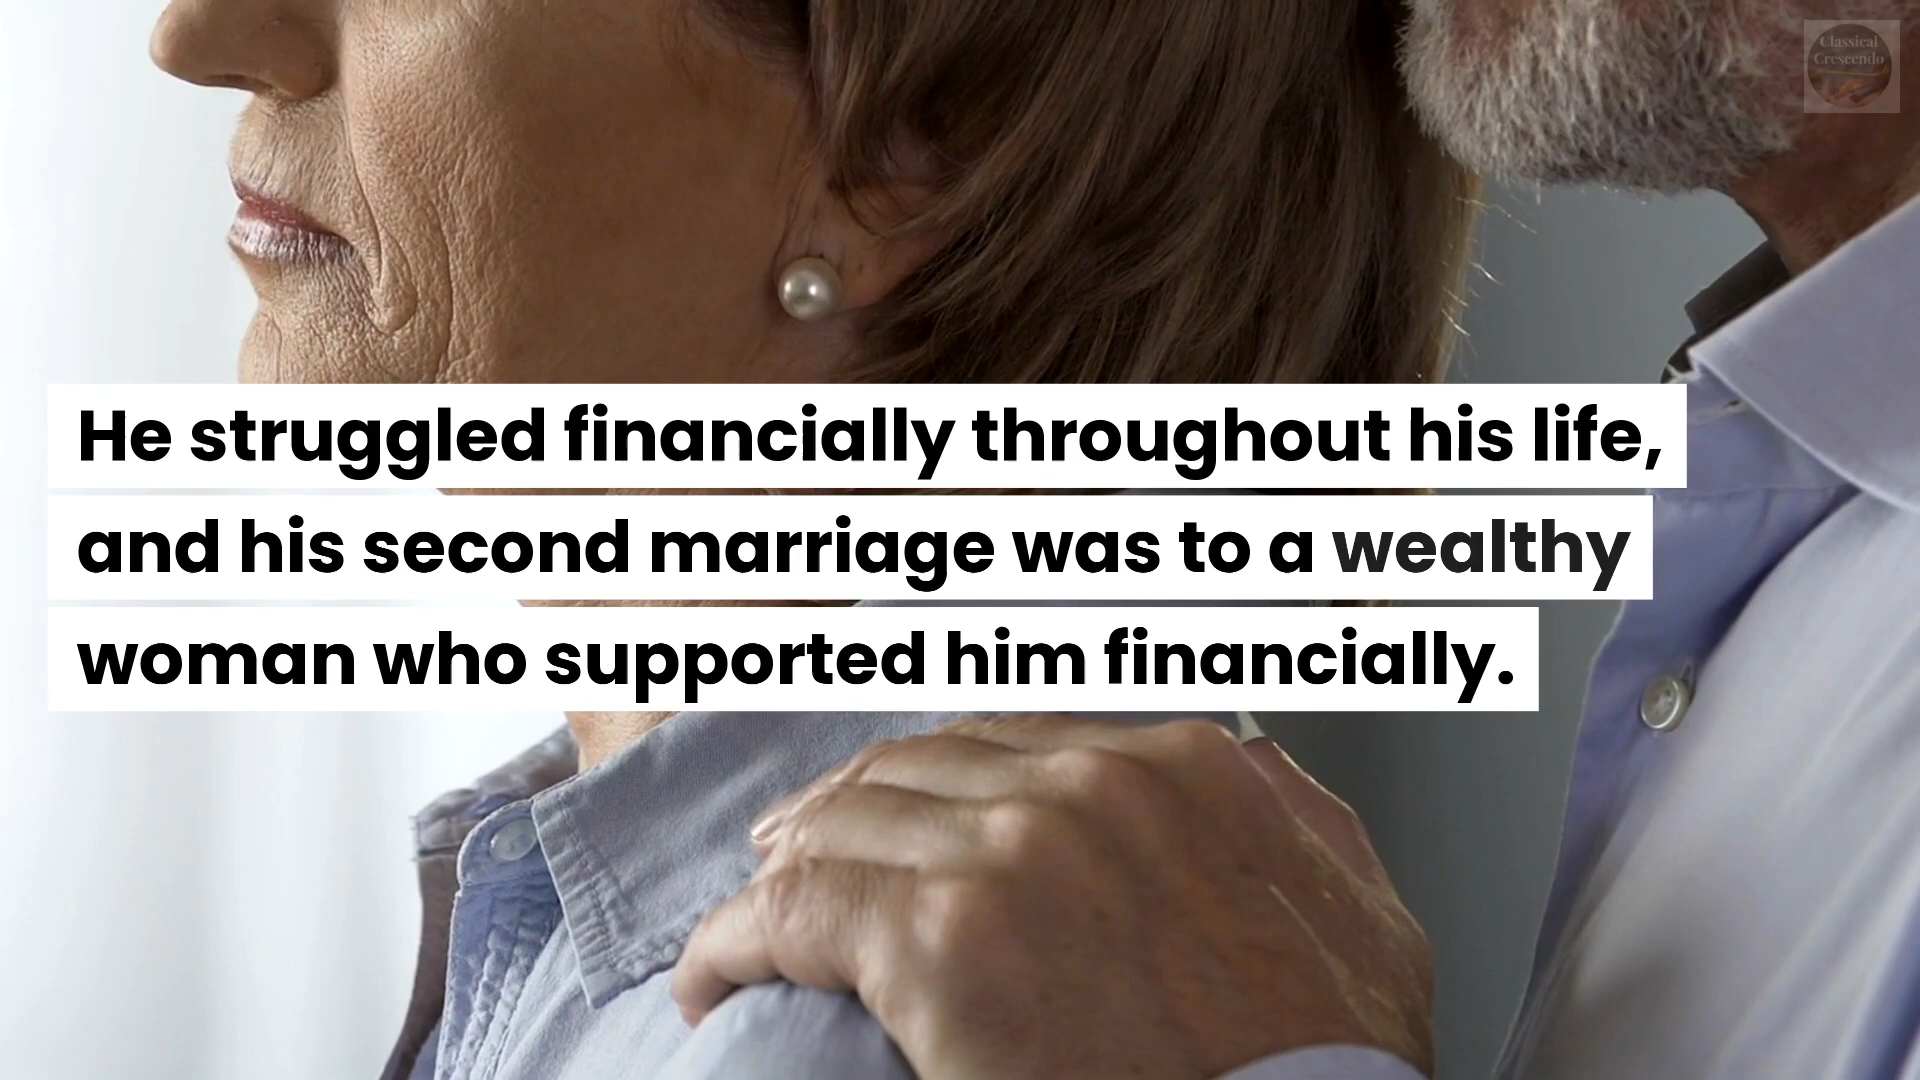 Classical
Crescendo
He struggled financially throughout his life,
and his second marriage was to a wealthy
woman who supported him financially.